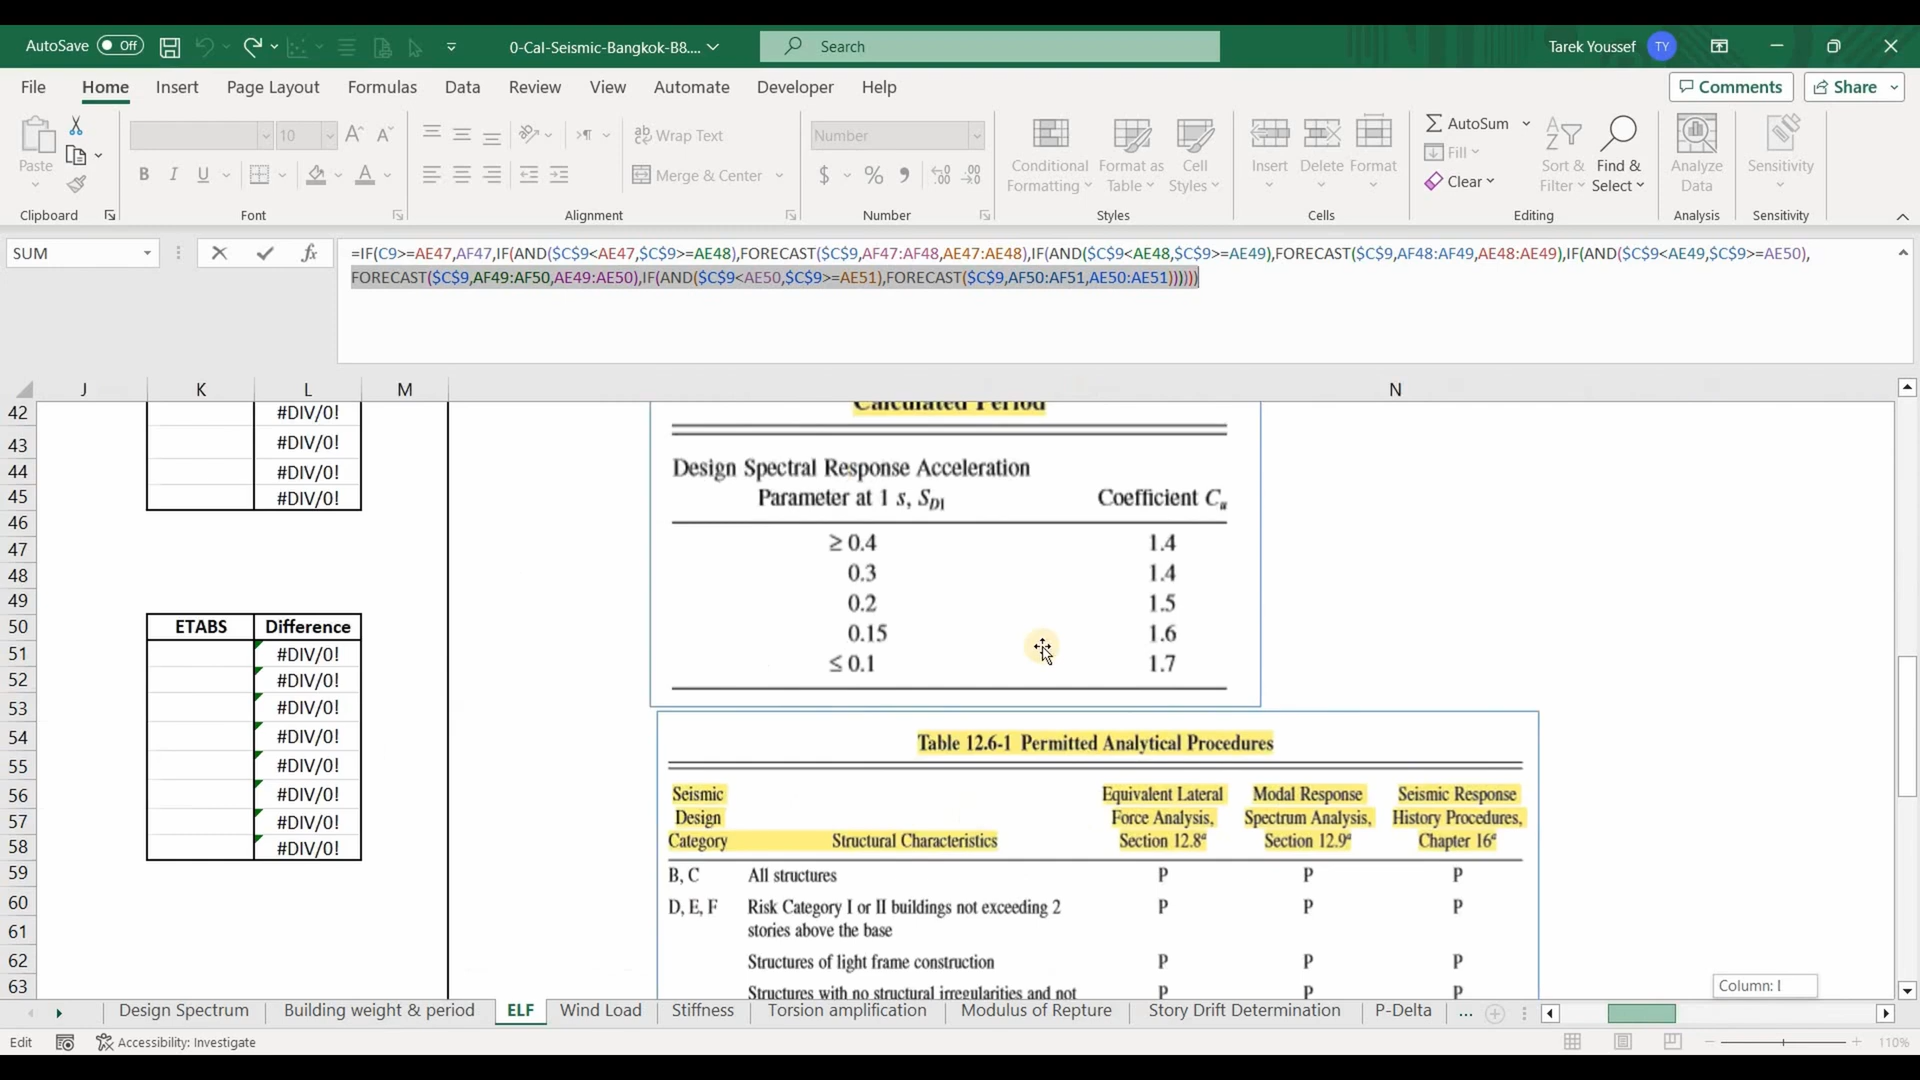 AutoSave Off 0-Cal-Seismic-Bangkok-B8.... Search Tarek Youssef TY
File Home Insert Page Layout Formulas Data Review View Automate Developer Help Comments Share
Paste 10 Wrap Text Number Conditional Formatting Format as Table Cell Styles Insert Delete Format AutoSum Fill Clear Sort & Filter Find & Select Analyze Data Sensitivity
B I U Merge & Center $ %
Clipboard Font Alignment Number Styles Cells Editing Analysis Sensitivity
SUM fx =IF(C9>=AE47,AF47,IF(AND($C$9<AE47,$C$9>=AE48),FORECAST($C$9,AF47:AF48,AE47:AE48),IF(AND($C$9<AE48,$C$9>=AE49),FORECAST($C$9,AF48:AF49,AE48:AE49),IF(AND($C$9<AE49,$C$9>=AE50),
FORECAST($C$9,AF49:AF50,AE49:AE50),IF(AND($C$9<AE50,$C$9>=AE51),FORECAST($C$9,AF50:AF51,AE50:AE51))))))
J K L M N
42 #DIV/0! Calculated Period
43 #DIV/0!
44 #DIV/0! Design Spectral Response Acceleration
45 #DIV/0! Parameter at 1 s, SD1 Coefficient Cu
46
47 ≥ 0.4 1.4
48 0.3 1.4
49 0.2 1.5
50 ETABS Difference 0.15 1.6
51 #DIV/0! ≤ 0.1 1.7
52 #DIV/0!
53 #DIV/0!
54 #DIV/0! Table 12.6-1 Permitted Analytical Procedures
55 #DIV/0!
56 #DIV/0! Seismic Equivalent Lateral Modal Response Seismic Response
57 #DIV/0! Design Force Analysis, Spectrum Analysis, History Procedures,
58 #DIV/0! Category Structural Characteristics Section 12.8a Section 12.9a Chapter 16a
59 B, C All structures P P P
60 D, E, F Risk Category I or II buildings not exceeding 2 P P P
61 stories above the base
62 Structures of light frame construction P P P
63 Structures with no structural irregularities and not P P P
Column: I
Design Spectrum Building weight & period ELF Wind Load Stiffness Torsion amplification Modulus of Repture Story Drift Determination P-Delta ...
Edit Accessibility: Investigate 110%